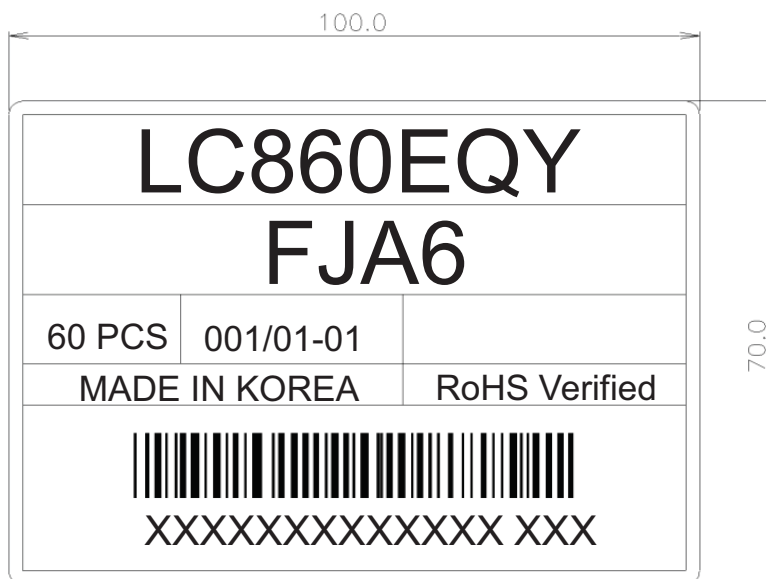 100.0
LC860EQY
FJA6
60 PCS 001/01-01
70.0
MADE IN KOREA RoHS Verified
XXXXXXXXXXXXXX XXX